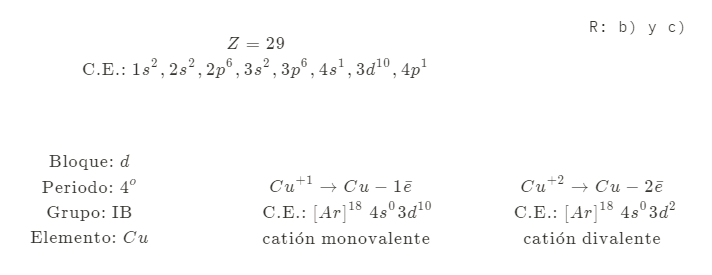 R: b) y c)
Z = 29
C.E.: 1s², 2s², 2p⁶, 3s², 3p⁶, 4s¹, 3d¹⁰, 4p¹
Bloque: d
Periodo: 4º
Grupo: IB
Elemento: Cu
Cu⁺¹ → Cu − 1ē
C.E.: [Ar]¹⁸ 4s⁰3d¹⁰
catión monovalente
Cu⁺² → Cu − 2ē
C.E.: [Ar]¹⁸ 4s⁰3d²
catión divalente